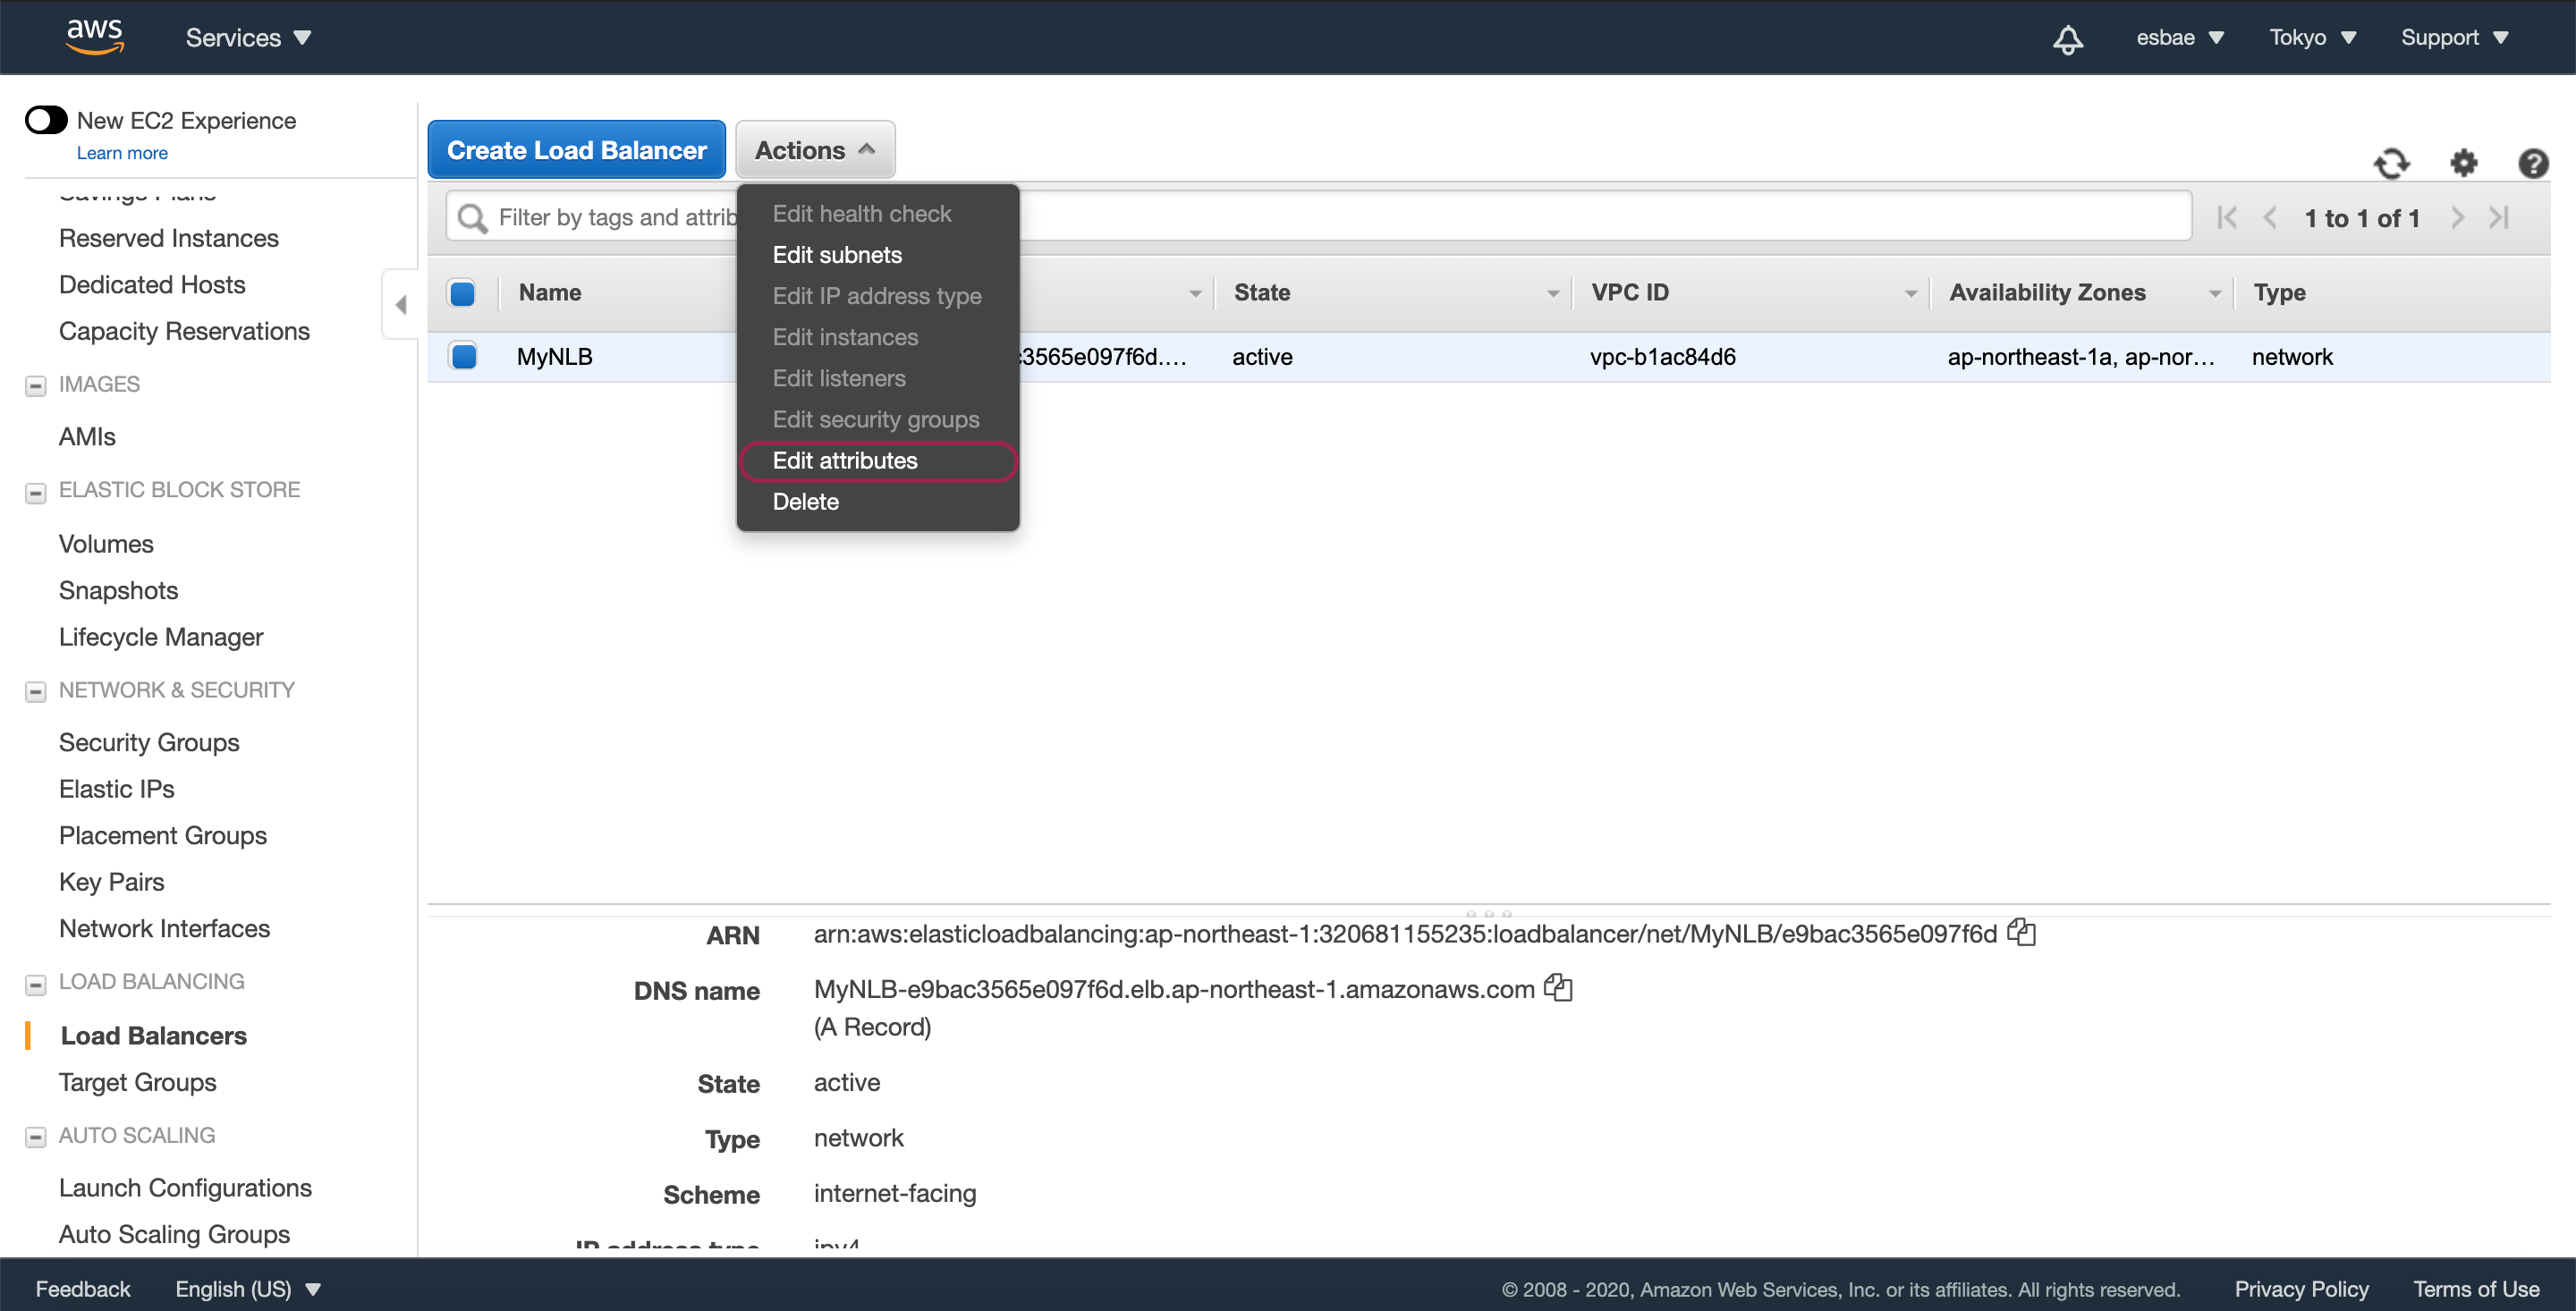 aws Services esbae Tokyo Support
New EC2 Experience
Learn more
Savings Plans
Reserved Instances
Dedicated Hosts
Capacity Reservations
IMAGES
AMIs
ELASTIC BLOCK STORE
Volumes
Snapshots
Lifecycle Manager
NETWORK & SECURITY
Security Groups
Elastic IPs
Placement Groups
Key Pairs
Network Interfaces
LOAD BALANCING
Load Balancers
Target Groups
AUTO SCALING
Launch Configurations
Auto Scaling Groups
Create Load Balancer Actions
Filter by tags and attrib 1 to 1 of 1
Edit health check
Edit subnets
Edit IP address type
Edit instances
Edit listeners
Edit security groups
Edit attributes
Delete
Name State VPC ID Availability Zones Type
MyNLB c3565e097f6d.... active vpc-b1ac84d6 ap-northeast-1a, ap-nor... network
ARN arn:aws:elasticloadbalancing:ap-northeast-1:320681155235:loadbalancer/net/MyNLB/e9bac3565e097f6d
DNS name MyNLB-e9bac3565e097f6d.elb.ap-northeast-1.amazonaws.com
(A Record)
State active
Type network
Scheme internet-facing
IP address type ipv4
Feedback English (US) © 2008 - 2020, Amazon Web Services, Inc. or its affiliates. All rights reserved. Privacy Policy Terms of Use